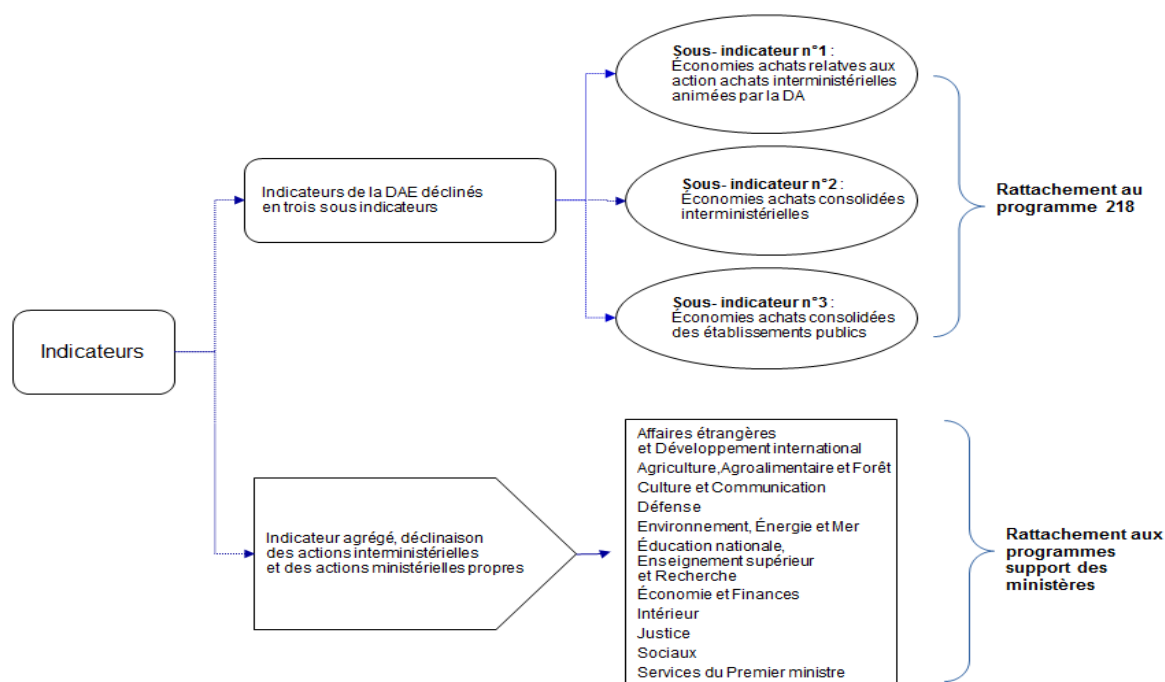 Sous- indicateur n°1 :
Économies achats relatves aux
action achats interministérielles
animées par la DA
Indicateurs de la DAE déclinés
en trois sous indicateurs
Sous- indicateur n°2 :
Économies achats consolidées
interministérielles
Rattachement au
programme 218
Sous- indicateur n°3 :
Économies achats consolidées
des établissements publics
Indicateurs
Indicateur agrégé, déclinaison
des actions interministérielles
et des actions ministérielles propres
Affaires étrangères
et Développement international
Agriculture, Agroalimentaire et Forêt
Culture et Communication
Défense
Environnement, Énergie et Mer
Éducation nationale,
Enseignement supérieur
et Recherche
Économie et Finances
Intérieur
Justice
Sociaux
Services du Premier ministre
Rattachement aux
programmes
support des
ministères